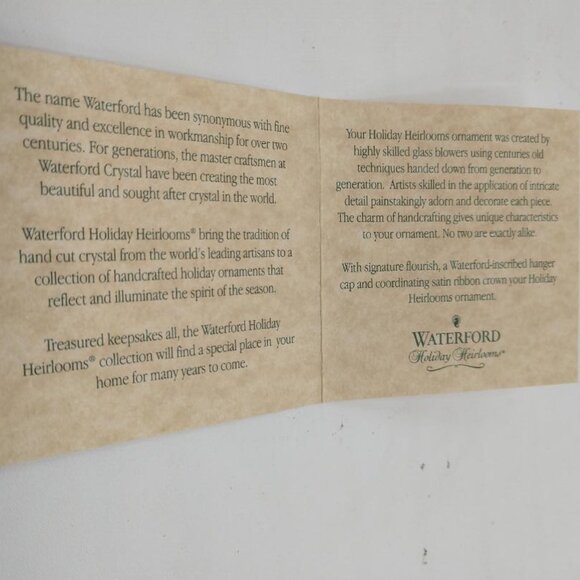 The name Waterford has been synonymous with fine
quality and excellence in workmanship for over two
centuries. For generations, the master craftsmen at
Waterford Crystal have been creating the most
beautiful and sought after crystal in the world.
Waterford Holiday Heirlooms® bring the tradition of
hand cut crystal from the world's leading artisans to a
collection of handcrafted holiday ornaments that
reflect and illuminate the spirit of the season.
Treasured keepsakes all, the Waterford Holiday
Heirlooms® collection will find a special place in your
home for many years to come.
Your Holiday Heirlooms ornament was created by
highly skilled glass blowers using centuries old
techniques handed down from generation to
generation. Artists skilled in the application of intricate
detail painstakingly adorn and decorate each piece.
The charm of handcrafting gives unique characteristics
to your ornament. No two are exactly alike.
With signature flourish, a Waterford-inscribed hanger
cap and coordinating satin ribbon crown your Holiday
Heirlooms ornament.
WATERFORD
Holiday Heirlooms®